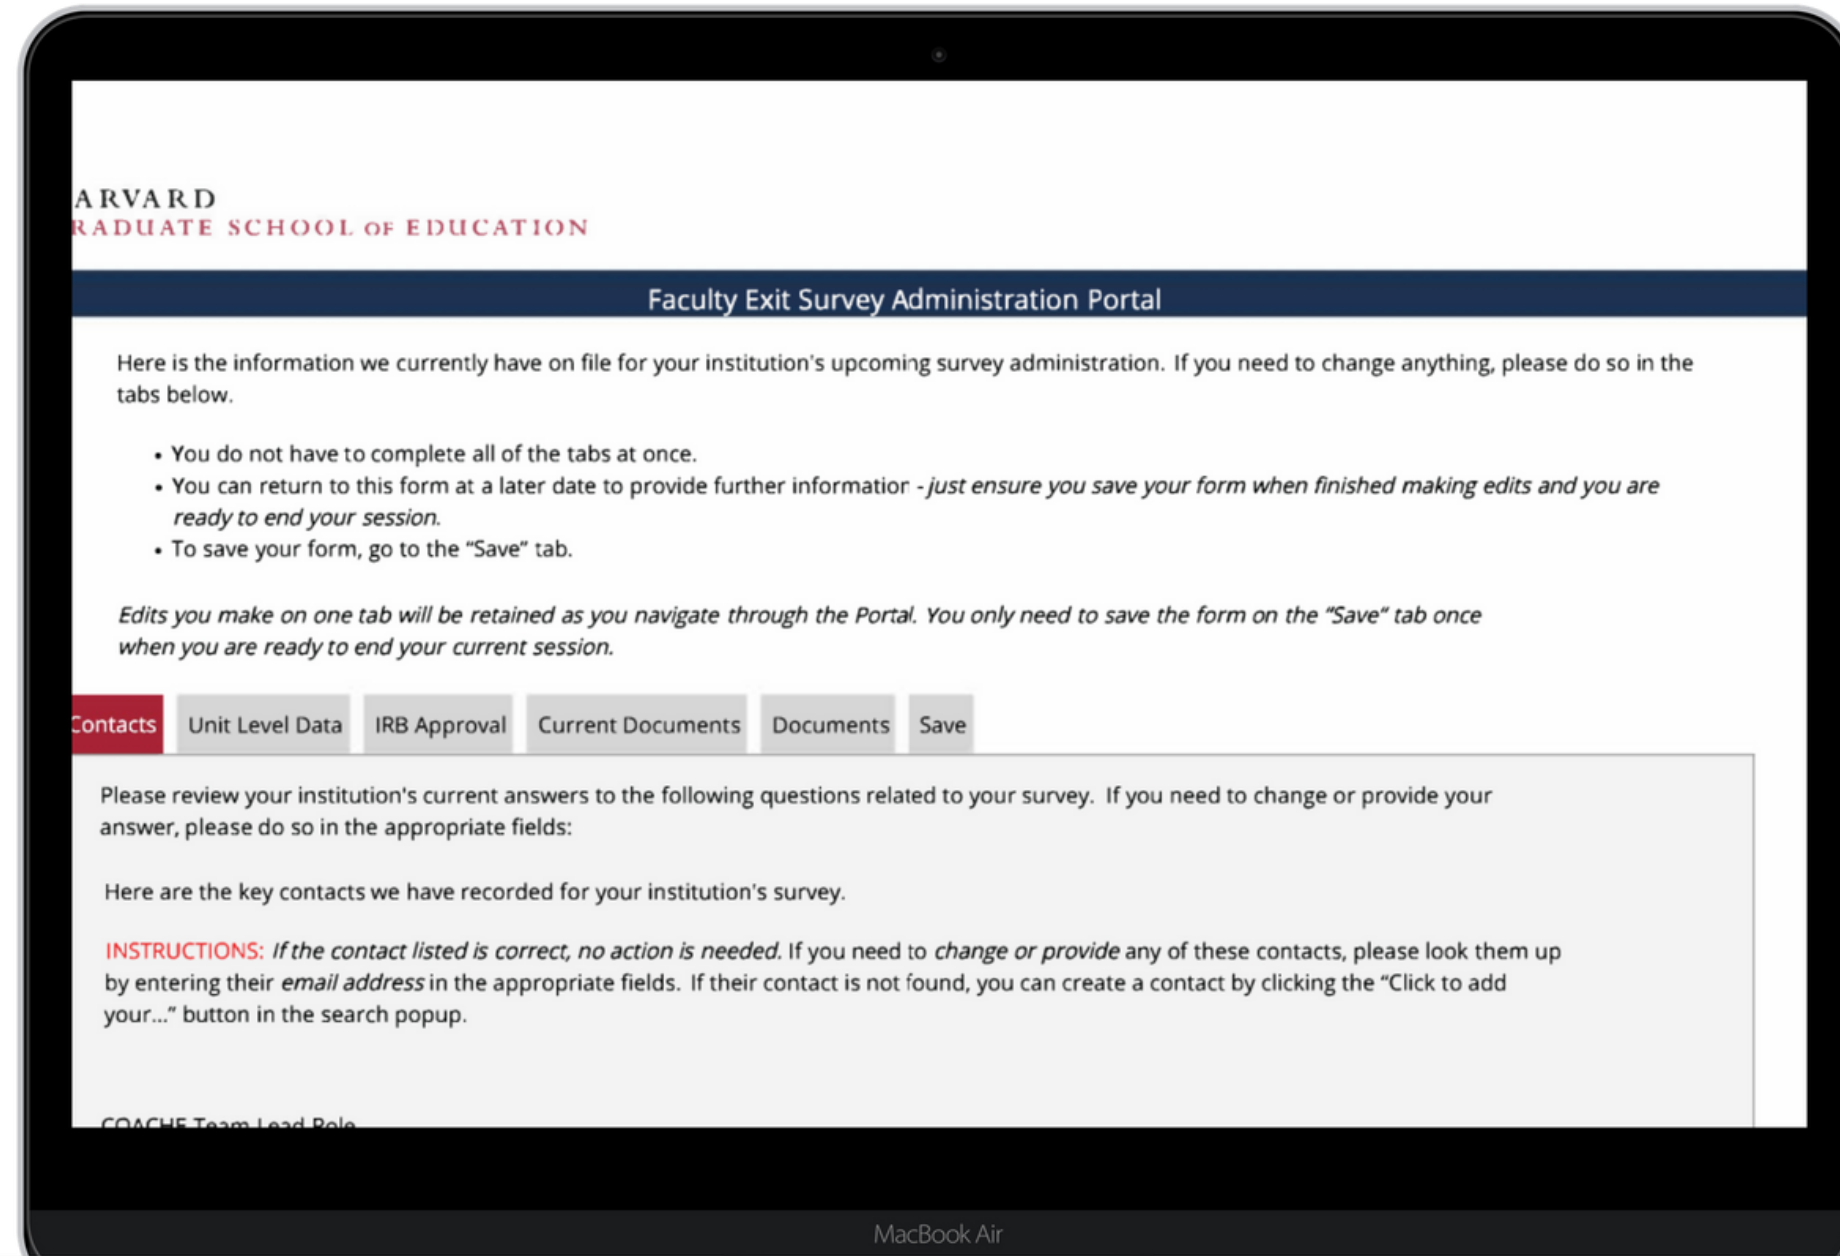 ARVARD
RADUATE SCHOOL OF EDUCATION
Faculty Exit Survey Administration Portal
Here is the information we currently have on file for your institution's upcoming survey administration. If you need to change anything, please do so in the
tabs below.
• You do not have to complete all of the tabs at once.
• You can return to this form at a later date to provide further information - just ensure you save your form when finished making edits and you are
ready to end your session.
• To save your form, go to the “Save” tab.
Edits you make on one tab will be retained as you navigate through the Portal. You only need to save the form on the “Save” tab once
when you are ready to end your current session.
Contacts Unit Level Data IRB Approval Current Documents Documents Save
Please review your institution's current answers to the following questions related to your survey. If you need to change or provide your
answer, please do so in the appropriate fields:
Here are the key contacts we have recorded for your institution's survey.
INSTRUCTIONS: If the contact listed is correct, no action is needed. If you need to change or provide any of these contacts, please look them up
by entering their email address in the appropriate fields. If their contact is not found, you can create a contact by clicking the “Click to add
your...” button in the search popup.
COACHE Team Lead Role
MacBook Air